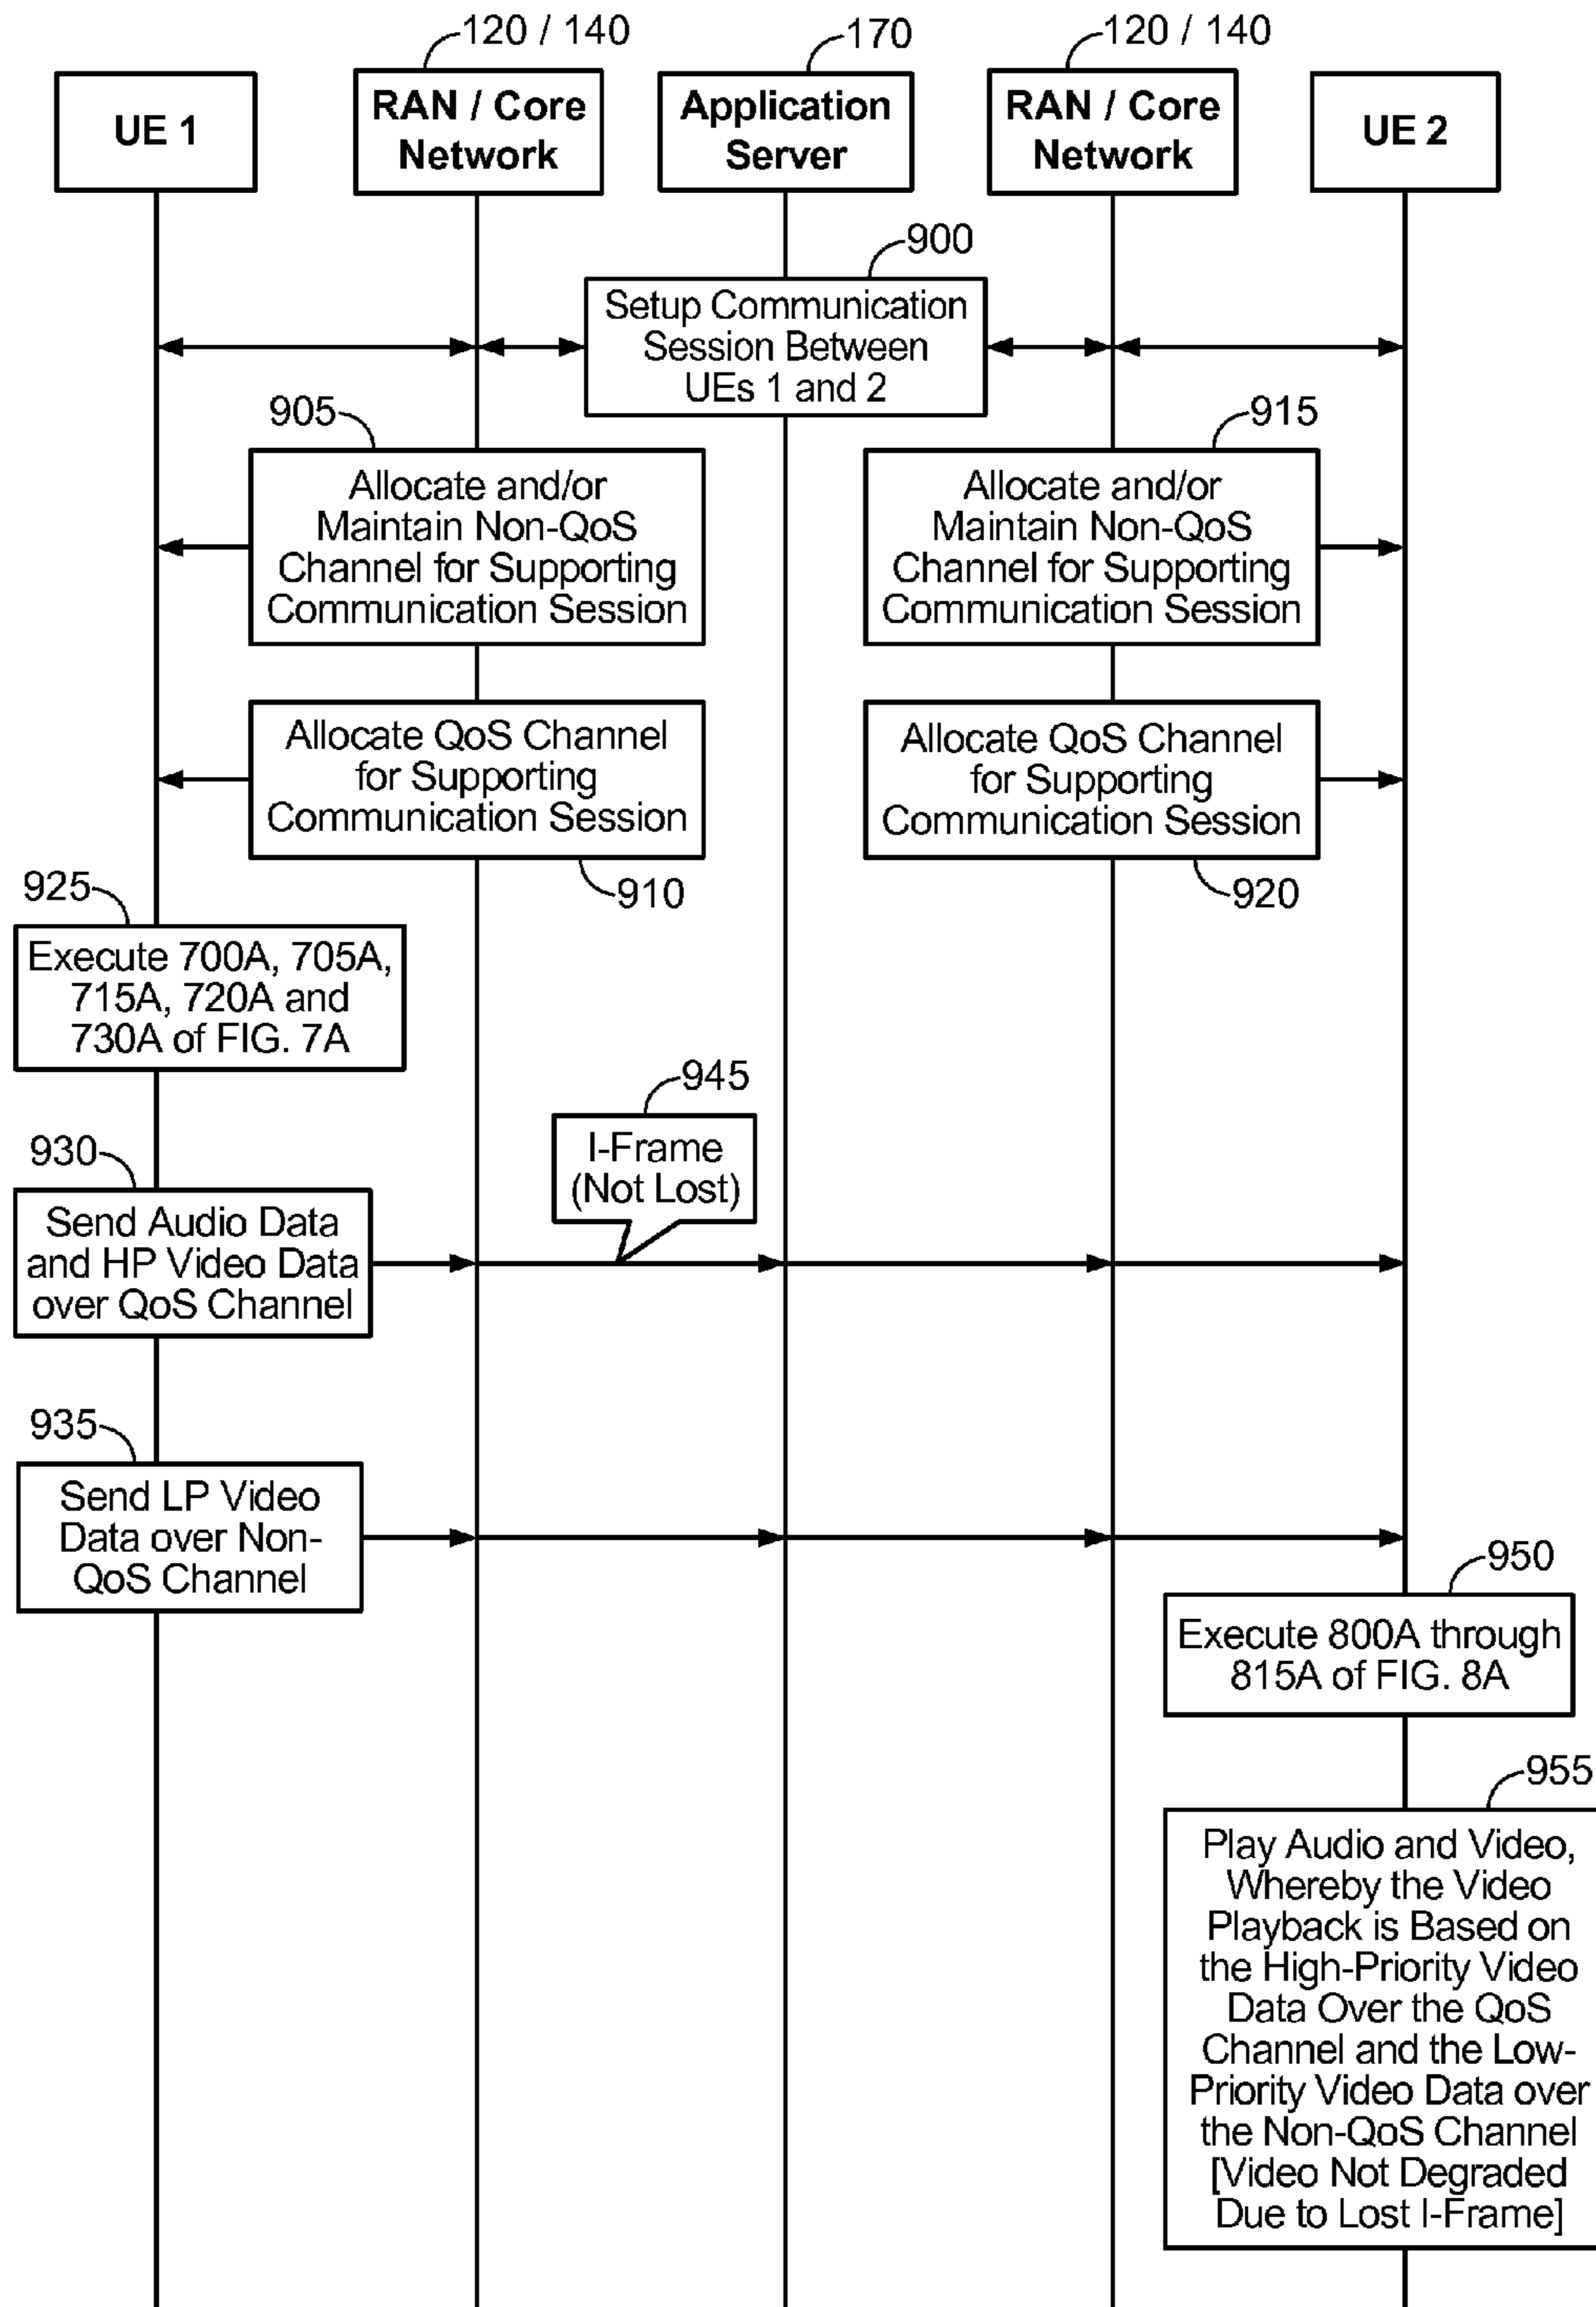 120 / 140
170
120 / 140
UE 1
RAN / Core
Network
Application
Server
RAN / Core
Network
UE 2
900
Setup Communication
Session Between
UEs 1 and 2
905
Allocate and/or
Maintain Non-QoS
Channel for Supporting
Communication Session
915
Allocate and/or
Maintain Non-QoS
Channel for Supporting
Communication Session
Allocate QoS Channel
for Supporting
Communication Session
910
Allocate QoS Channel
for Supporting
Communication Session
920
925
Execute 700A, 705A,
715A, 720A and
730A of FIG. 7A
945
I-Frame
(Not Lost)
930
Send Audio Data
and HP Video Data
over QoS Channel
935
Send LP Video
Data over Non-
QoS Channel
950
Execute 800A through
815A of FIG. 8A
955
Play Audio and Video,
Whereby the Video
Playback is Based on
the High-Priority Video
Data Over the QoS
Channel and the Low-
Priority Video Data over
the Non-QoS Channel
[Video Not Degraded
Due to Lost I-Frame]